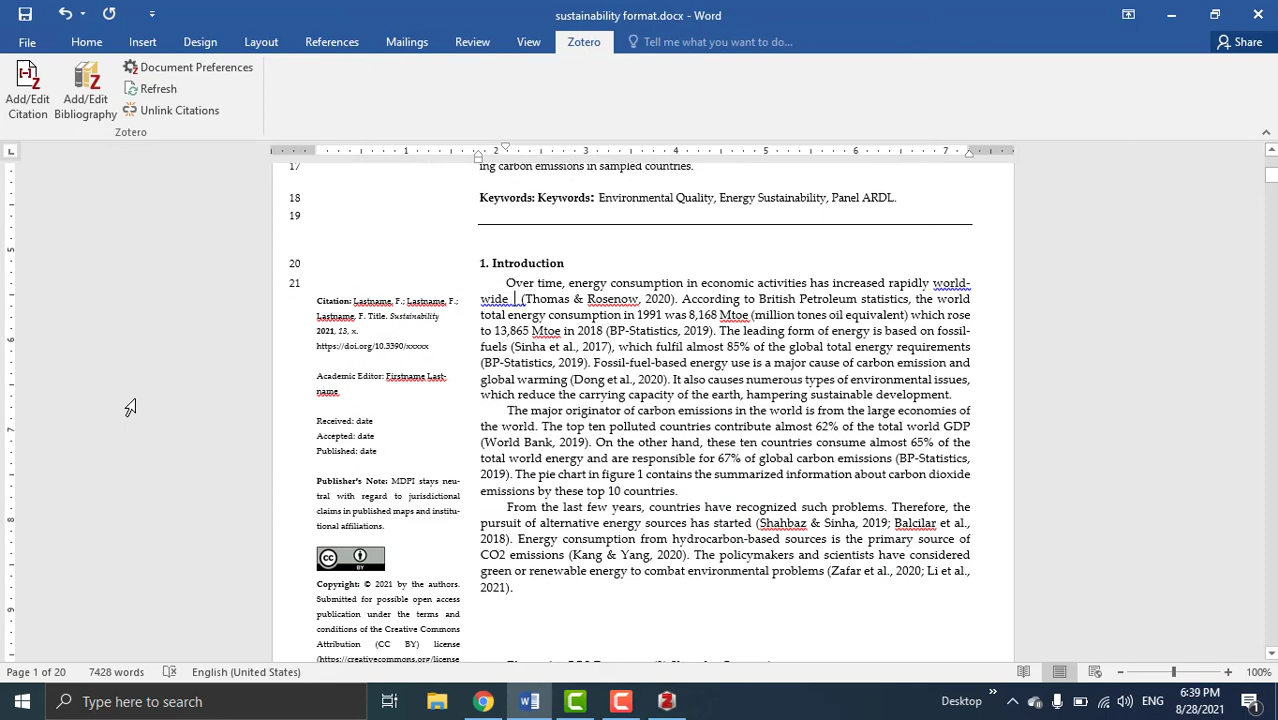 sustainability format.docx - Word
File
Home
Insert
Design
Layout
References
Mailings
Review
View
Zotero
Tell me what you want to do...
Share
Add/Edit
Citation
Add/Edit
Bibliography
Document Preferences
Refresh
Unlink Citations
Zotero
1 2 3 4 5 6 7
17 ing carbon emissions in sampled countries.
18 Keywords: Keywords: Environmental Quality, Energy Sustainability, Panel ARDL.
19
20 1. Introduction
21 Over time, energy consumption in economic activities has increased rapidly world-
wide (Thomas & Rosenow, 2020). According to British Petroleum statistics, the world
total energy consumption in 1991 was 8,168 Mtoe (million tones oil equivalent) which rose
to 13,865 Mtoe in 2018 (BP-Statistics, 2019). The leading form of energy is based on fossil-
fuels (Sinha et al., 2017), which fulfil almost 85% of the global total energy requirements
(BP-Statistics, 2019). Fossil-fuel-based energy use is a major cause of carbon emission and
global warming (Dong et al., 2020). It also causes numerous types of environmental issues,
which reduce the carrying capacity of the earth, hampering sustainable development.
The major originator of carbon emissions in the world is from the large economies of
the world. The top ten polluted countries contribute almost 62% of the total world GDP
(World Bank, 2019). On the other hand, these ten countries consume almost 65% of the
total world energy and are responsible for 67% of global carbon emissions (BP-Statistics,
2019). The pie chart in figure 1 contains the summarized information about carbon dioxide
emissions by these top 10 countries.
From the last few years, countries have recognized such problems. Therefore, the
pursuit of alternative energy sources has started (Shahbaz & Sinha, 2019; Balcilar et al.,
2018). Energy consumption from hydrocarbon-based sources is the primary source of
CO2 emissions (Kang & Yang, 2020). The policymakers and scientists have considered
green or renewable energy to combat environmental problems (Zafar et al., 2020; Li et al.,
2021).
Citation: Lastname, F.; Lastname, F.;
Lastname, F. Title. Sustainability
2021, 13, x.
https://doi.org/10.3390/xxxxx
Academic Editor: Firstname Last-
name
Received: date
Accepted: date
Published: date
Publisher's Note: MDPI stays neu-
tral with regard to jurisdictional
claims in published maps and institu-
tional affiliations.
cc BY
Copyright: © 2021 by the authors.
Submitted for possible open access
publication under the terms and
conditions of the Creative Commons
Attribution (CC BY) license
(https://creativecommons.org/license
5
6
7
8
9
Page 1 of 20
7428 words
English (United States)
100%
Type here to search
Desktop
ENG
6:39 PM
8/28/2021
1